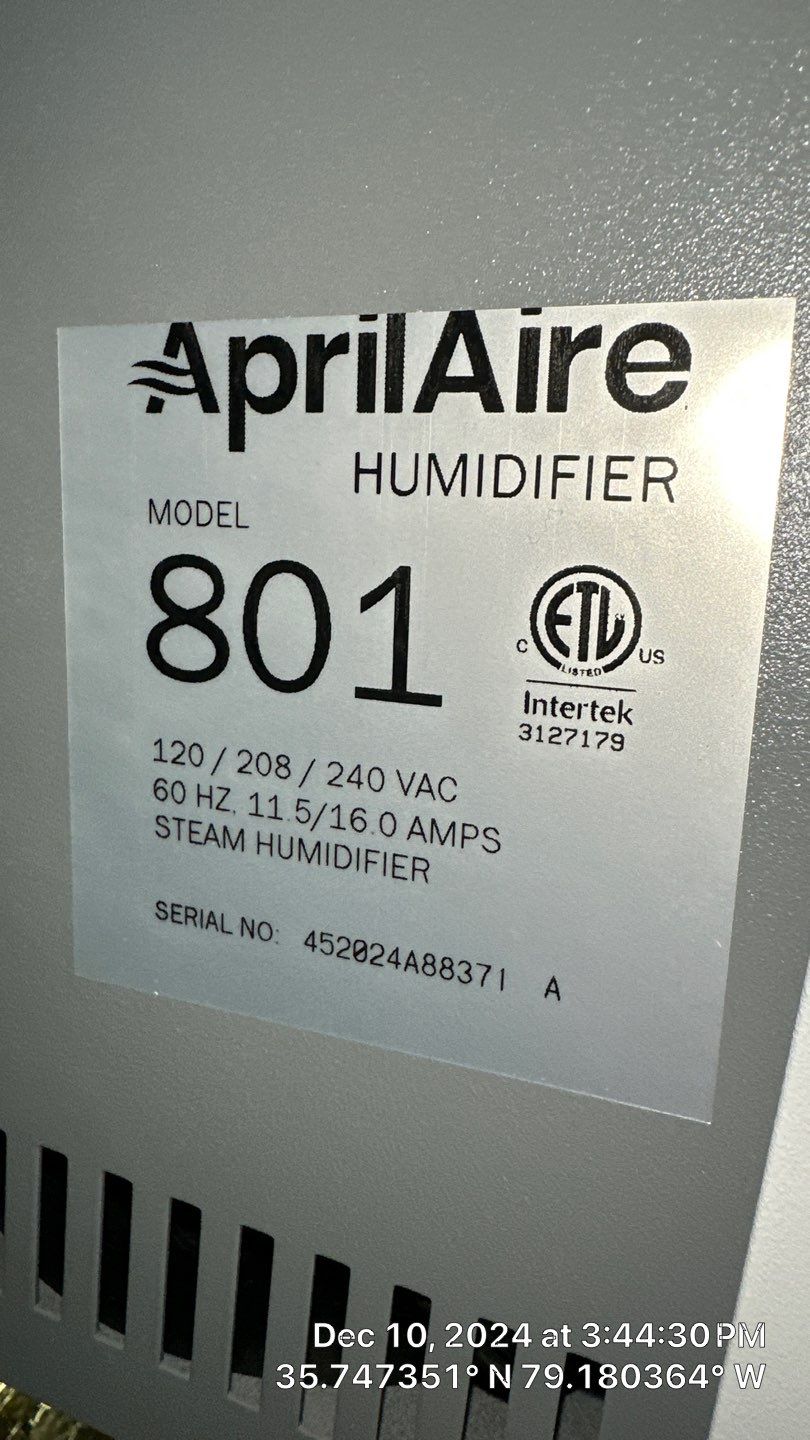 AprilAire
HUMIDIFIER
MODEL
801
ETL
LISTED
C
US
Intertek
3127179
120 / 208 / 240 VAC
60 HZ, 11.5/16.0 AMPS
STEAM HUMIDIFIER
SERIAL NO: 452024A88371 A
Dec 10, 2024 at 3:44:30 PM
35.747351° N 79.180364° W